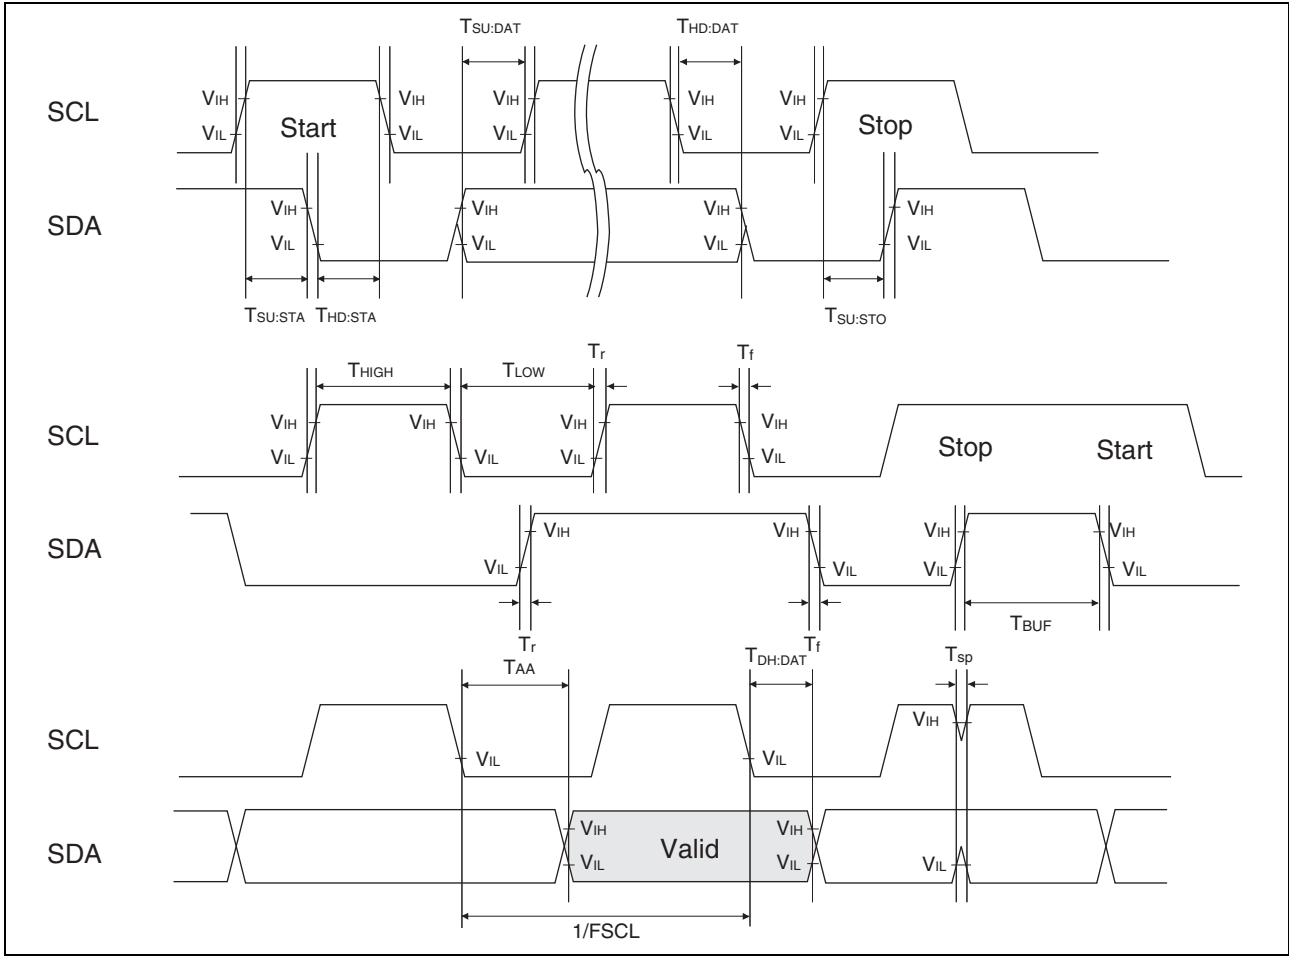 TSU:DAT THD:DAT
SCL VIH VIH VIH VIH VIH
VIL Start VIL VIL VIL VIL Stop
SDA VIH VIH VIH VIH
VIL VIL VIL VIL
TSU:STA THD:STA TSU:STO
Tr Tf
THIGH TLOW
SCL VIH VIH VIH VIH
VIL VIL VIL VIL Stop Start
SDA VIH VIH VIH VIH
VIL VIL VIL VIL
TBUF
Tr Tf
TAA TDH:DAT Tsp
SCL VIH
VIL VIL
SDA VIH Valid VIH
VIL VIL VIL
1/FSCL